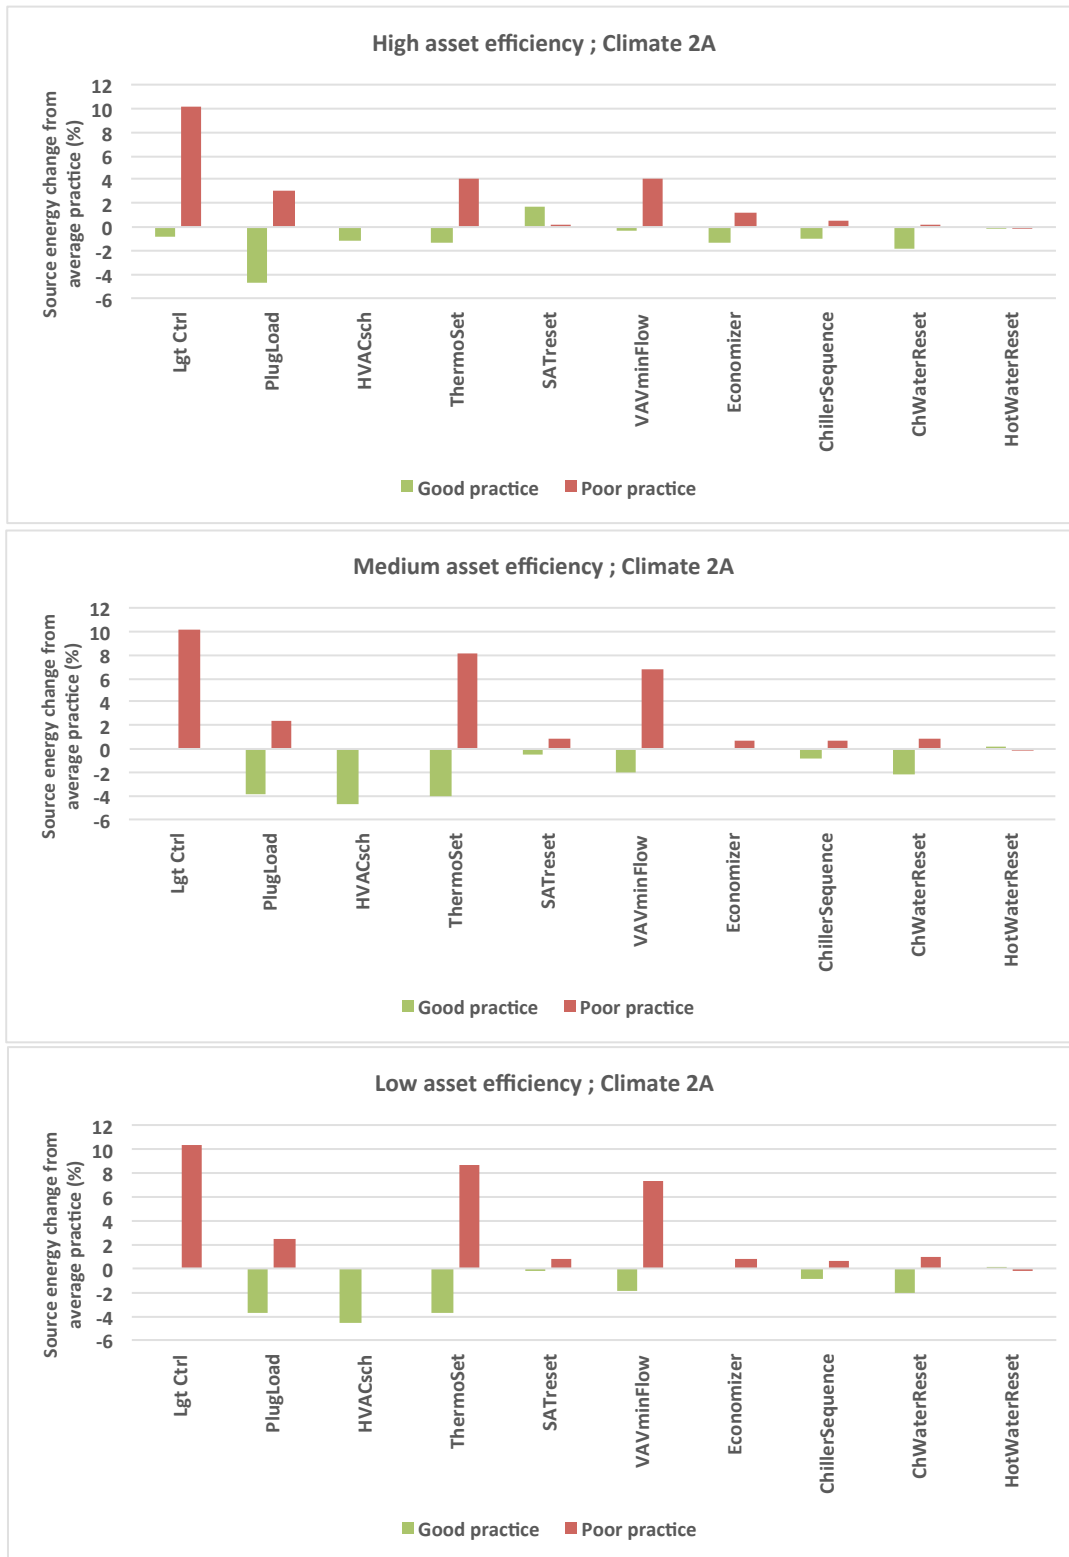 High asset efficiency ; Climate 2A
Source energy change from
average practice (%)
12
10
8
6
4
2
0
-2
-4
-6
Lgt Ctrl
PlugLoad
HVACsch
ThermoSet
SATreset
VAVminFlow
Economizer
ChillerSequence
ChWaterReset
HotWaterReset
Good practice Poor practice
Medium asset efficiency ; Climate 2A
Source energy change from
average practice (%)
12
10
8
6
4
2
0
-2
-4
-6
Lgt Ctrl
PlugLoad
HVACsch
ThermoSet
SATreset
VAVminFlow
Economizer
ChillerSequence
ChWaterReset
HotWaterReset
Good practice Poor practice
Low asset efficiency ; Climate 2A
Source energy change from
average practice (%)
12
10
8
6
4
2
0
-2
-4
-6
Lgt Ctrl
PlugLoad
HVACsch
ThermoSet
SATreset
VAVminFlow
Economizer
ChillerSequence
ChWaterReset
HotWaterReset
Good practice Poor practice